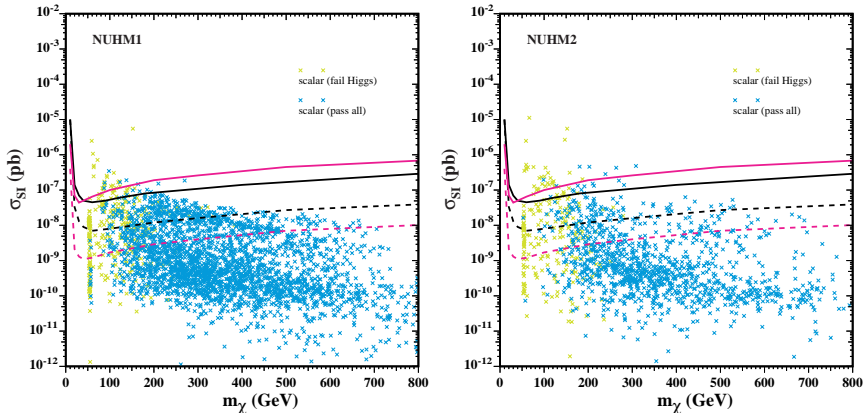 NUHM1
scalar (fail Higgs)
scalar (pass all)
σSI (pb)
10-2
10-3
10-4
10-5
10-6
10-7
10-8
10-9
10-10
10-11
10-12
0 100 200 300 400 500 600 700 800
mχ (GeV)
NUHM2
scalar (fail Higgs)
scalar (pass all)
σSI (pb)
10-2
10-3
10-4
10-5
10-6
10-7
10-8
10-9
10-10
10-11
10-12
0 100 200 300 400 500 600 700 800
mχ (GeV)